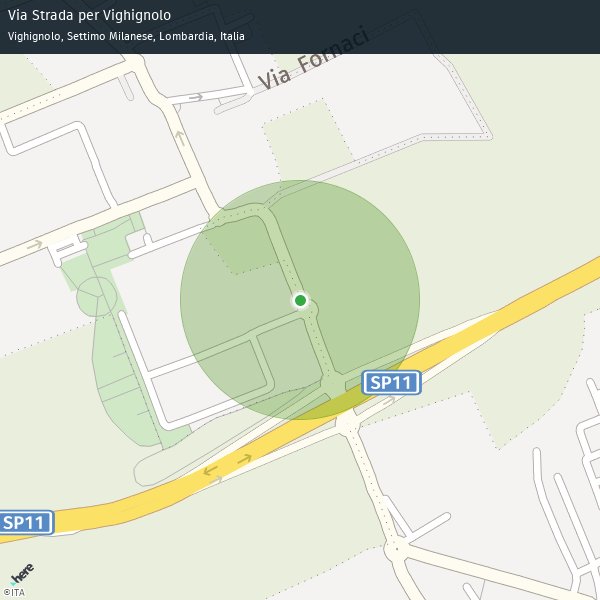 Via Strada per Vighignolo
Vighignolo, Settimo Milanese, Lombardia, Italia
Via Fornaci
SP11
SP11
here
©ITA